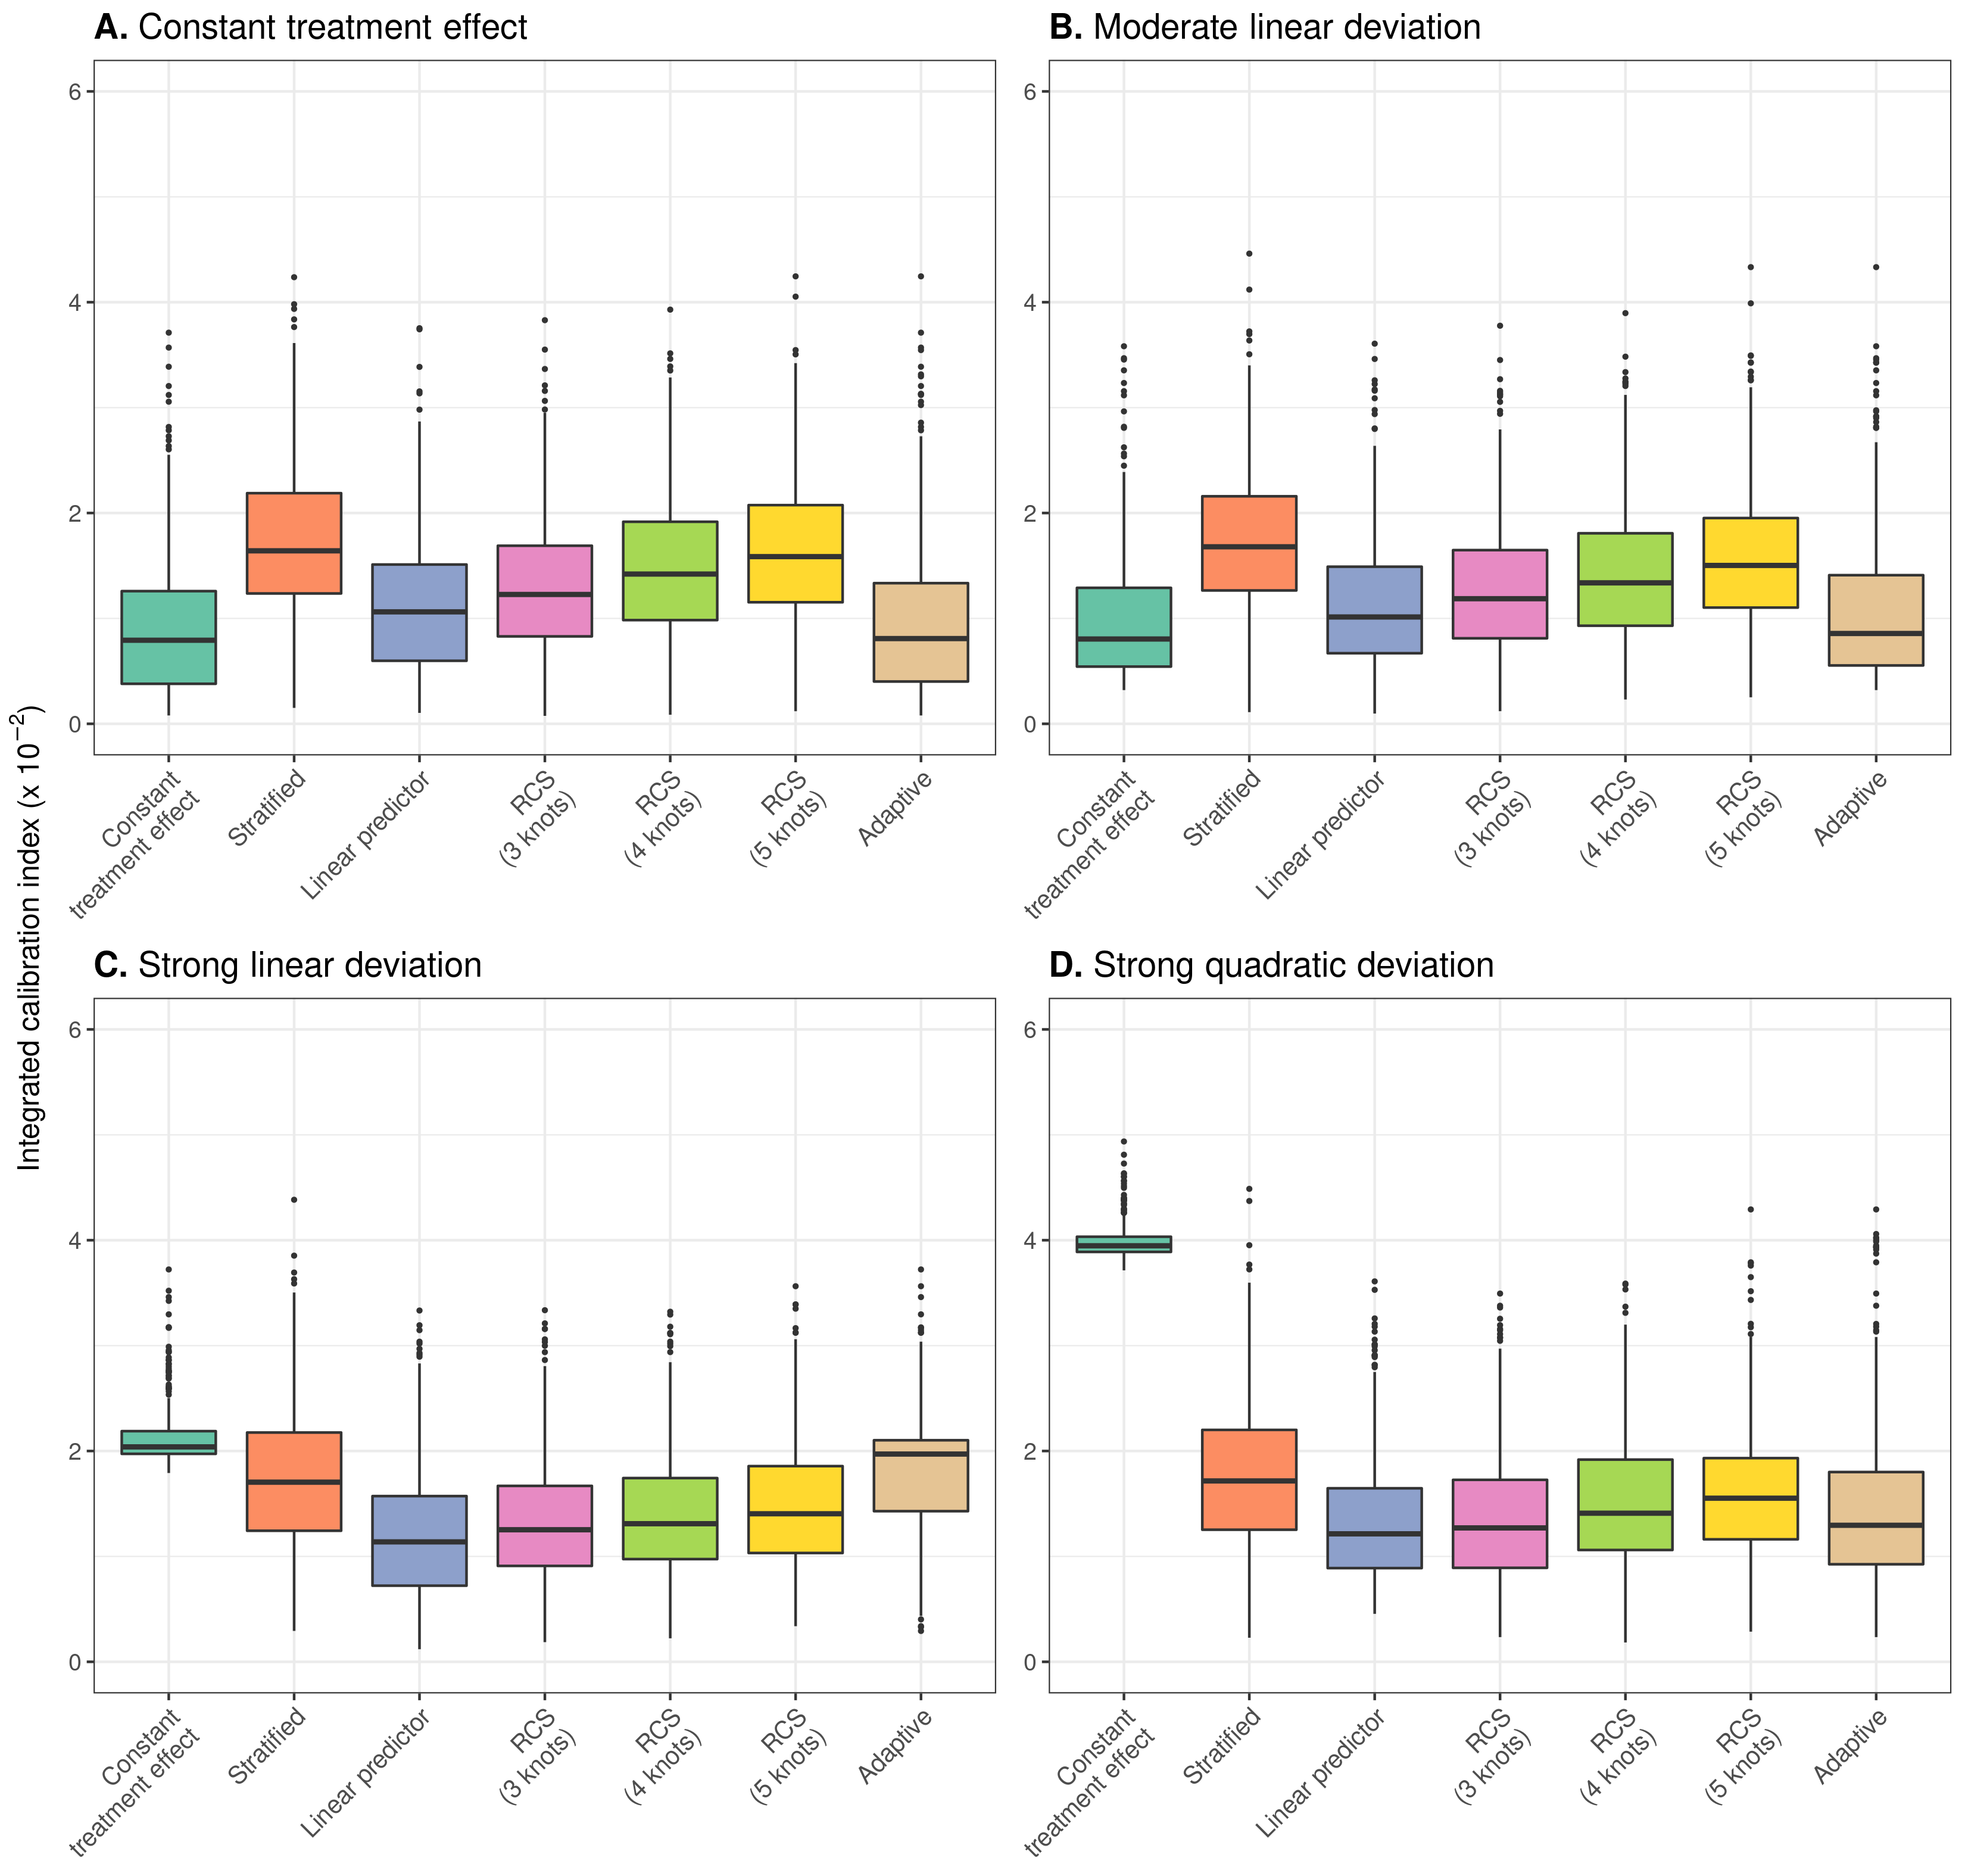 A. Constant treatment effect
B. Moderate linear deviation
6
4
2
0
6
4
2
0
Constant
treatment effect
Stratified
Linear predictor
RCS
(3 knots)
RCS
(4 knots)
RCS
(5 knots)
Adaptive
Constant
treatment effect
Stratified
Linear predictor
RCS
(3 knots)
RCS
(4 knots)
RCS
(5 knots)
Adaptive
Integrated calibration index (x 10⁻²)
C. Strong linear deviation
D. Strong quadratic deviation
6
4
2
0
6
4
2
0
Constant
treatment effect
Stratified
Linear predictor
RCS
(3 knots)
RCS
(4 knots)
RCS
(5 knots)
Adaptive
Constant
treatment effect
Stratified
Linear predictor
RCS
(3 knots)
RCS
(4 knots)
RCS
(5 knots)
Adaptive